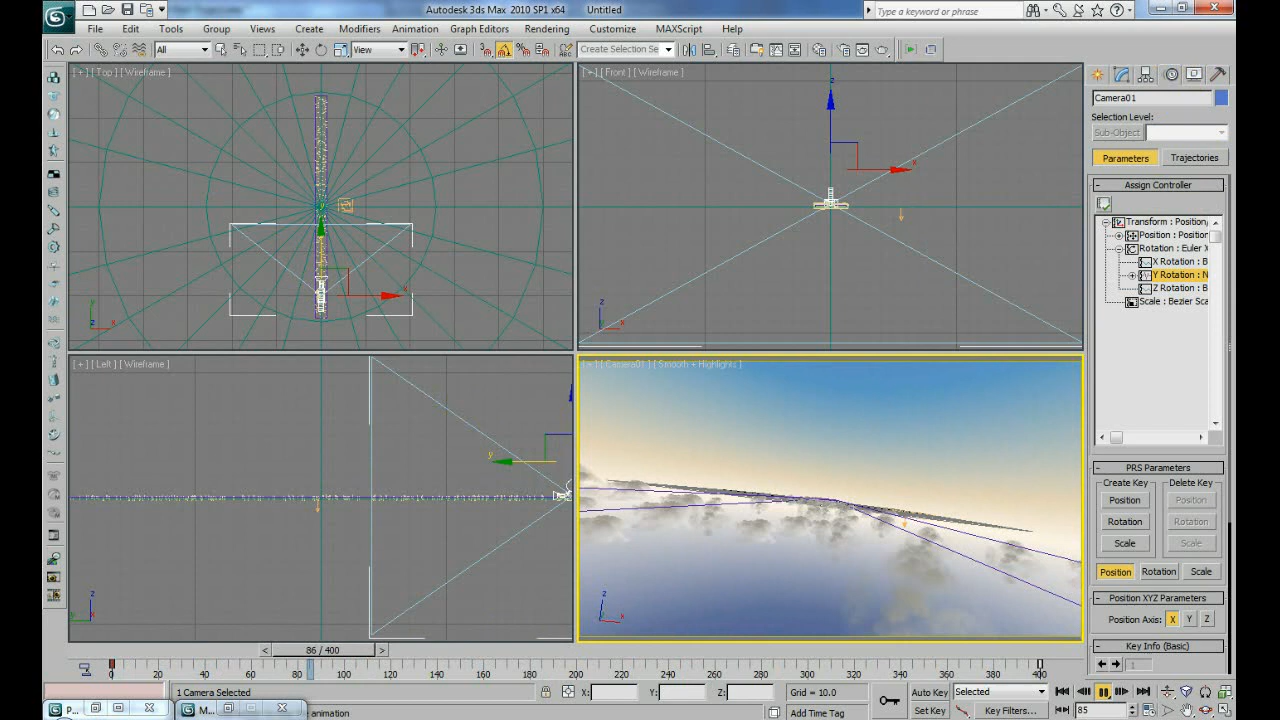 Autodesk 3ds Max 2010 SP1 x64 Untitled
Type a keyword or phrase
File Edit Tools Group Views Create Modifiers Animation Graph Editors Rendering Customize MAXScript Help
All View Create Selection Se
[ + ] [ Top ] [ Wireframe ]
[ + ] [ Front ] [ Wireframe ]
[ + ] [ Left ] [ Wireframe ]
[ + ] [ Camera01 ] [ Smooth + Highlights ]
Camera01
Selection Level:
Sub-Object
Parameters Trajectories
Assign Controller
Transform : Position,
Position : Position
Rotation : Euler X
X Rotation : B
Y Rotation : N
Z Rotation : B
Scale : Bezier Sca
PRS Parameters
Create Key Delete Key
Position Position
Rotation Rotation
Scale Scale
Position Rotation Scale
Position XYZ Parameters
Position Axis: X Y Z
Key Info (Basic)
1
86 / 400
0 20 40 60 80 100 120 140 160 180 200 220 240 260 280 300 320 340 360 380 400
1 Camera Selected X: Y: Z: Grid = 10.0 Auto Key Selected
P... M... animation Add Time Tag Set Key Key Filters... 85